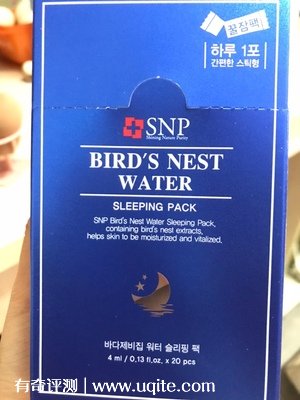 꿀잠팩
하루 1포
간편한 스틱형
SNP
Shining Nature Purity
BIRD'S NEST
WATER
SLEEPING PACK
SNP Bird's Nest Water Sleeping Pack,
containing bird's nest extracts,
helps skin to be moisturized and vitalized.
바다제비집 워터 슬리핑 팩
4 ml / 0.13 fl.oz. x 20 pcs
有奇评测 | www.uqite.com